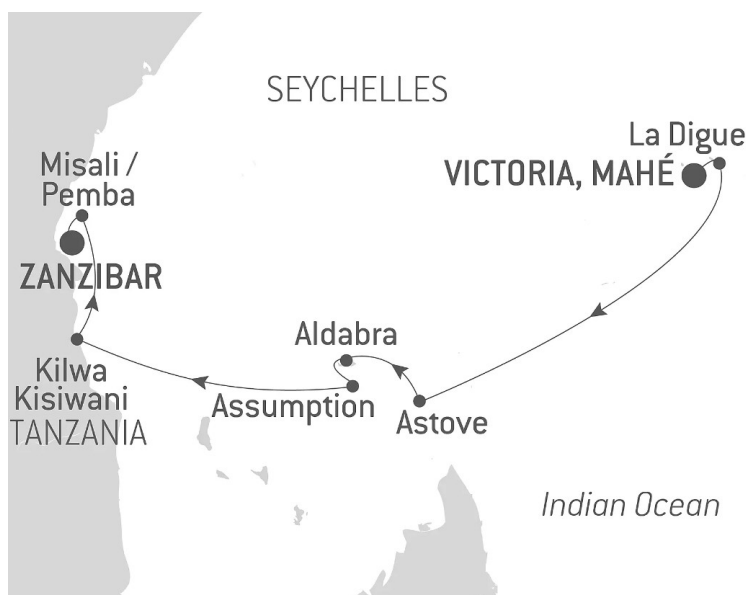 SEYCHELLES
La Digue
VICTORIA, MAHÉ
Misali /
Pemba
ZANZIBAR
Aldabra
Kilwa
Kisiwani
TANZANIA
Assumption
Astove
Indian Ocean